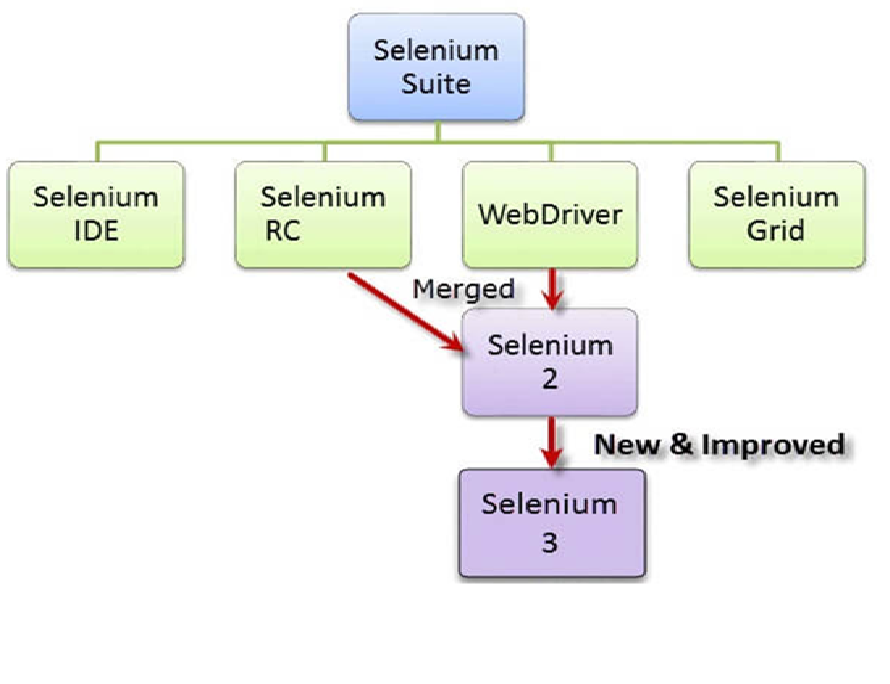 Selenium
Suite
Selenium
IDE
Selenium
RC
WebDriver
Selenium
Grid
Merged
Selenium
2
New & Improved
Selenium
3